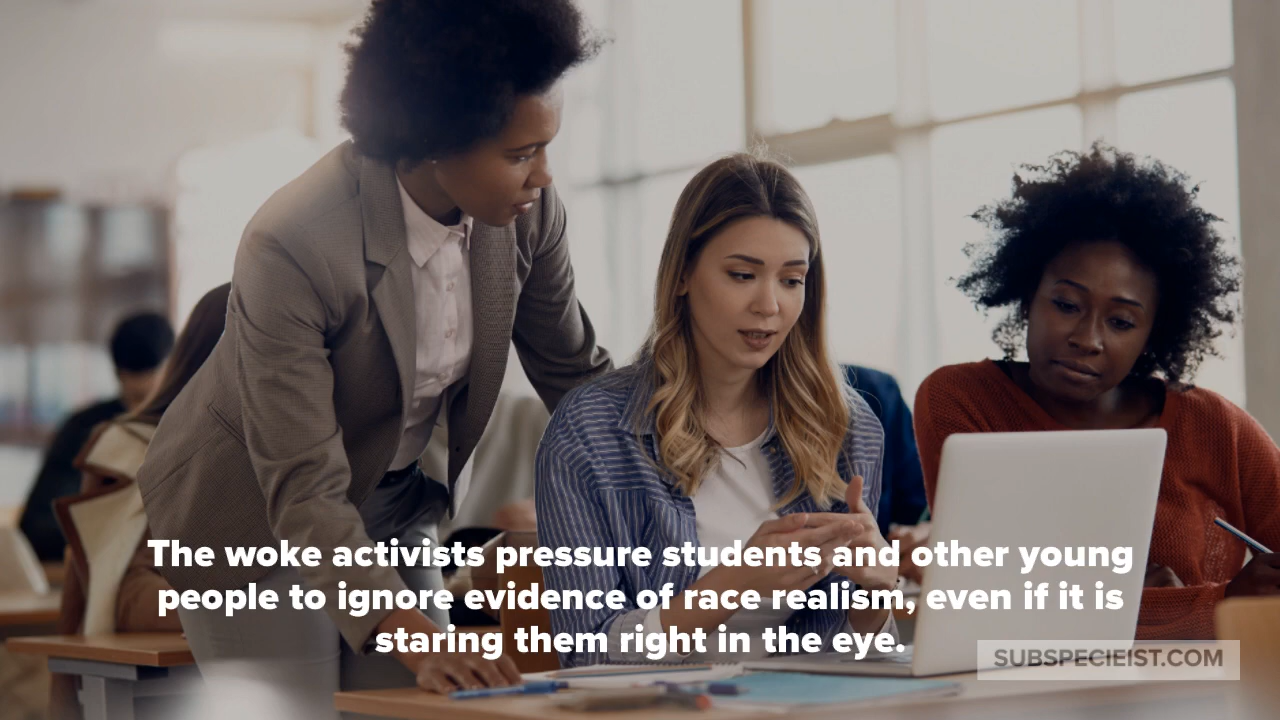 The woke activists pressure students and other young
people to ignore evidence of race realism, even if it is
staring them right in the eye.
SUBSPECIEIST.COM